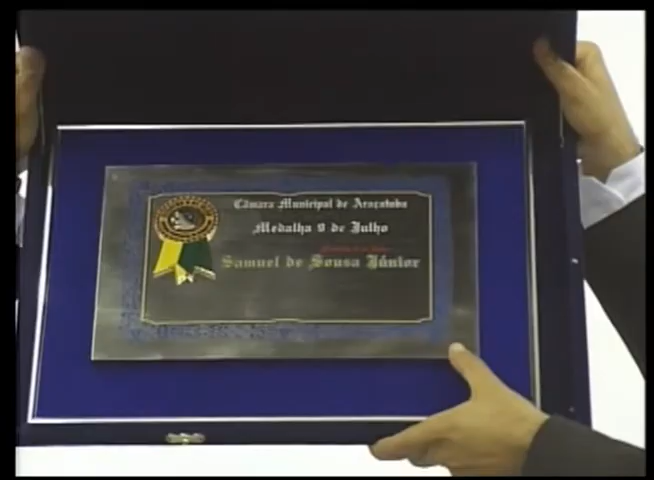 Câmara Municipal de Araçatuba
Medalha 9 de Julho
Samuel de Sousa Júnior